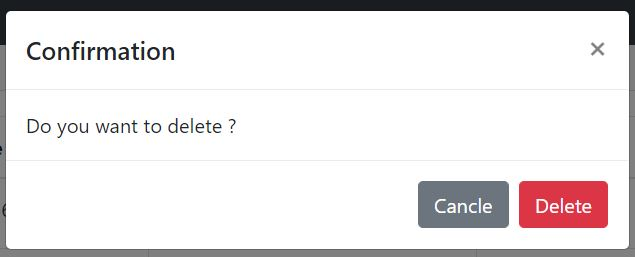 Confirmation ×
Do you want to delete ?
Cancle Delete